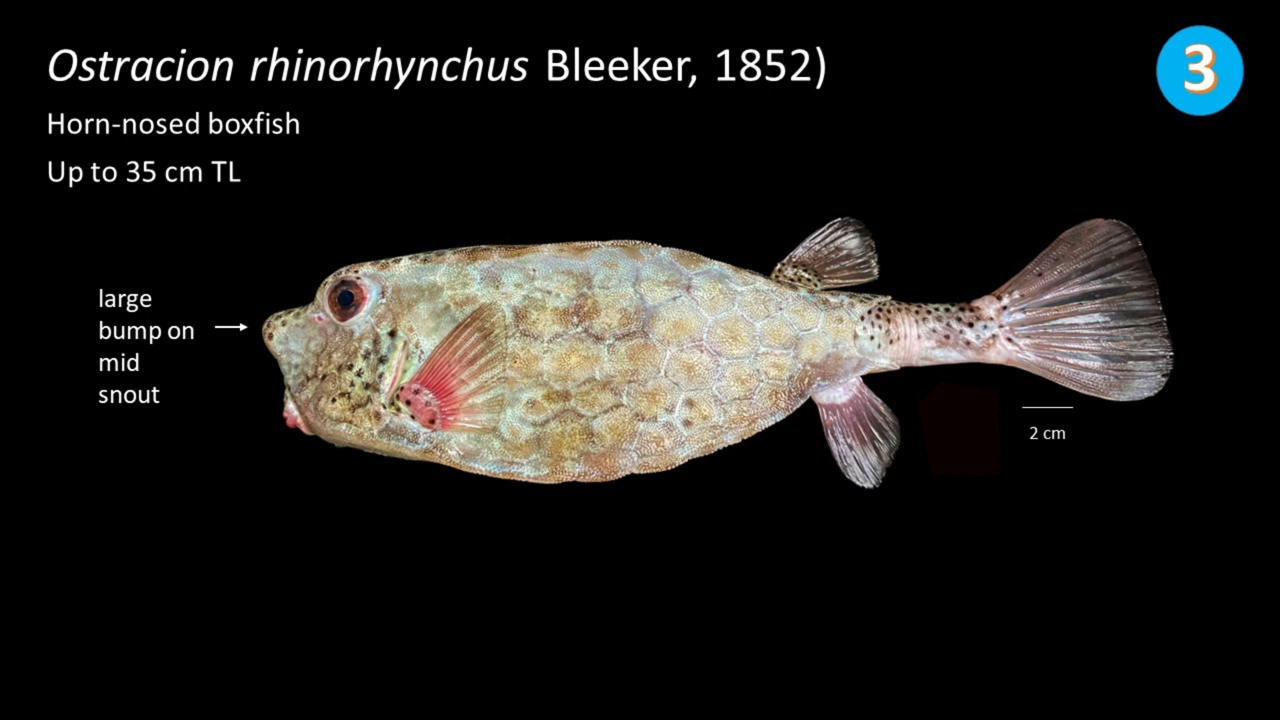 Ostracion rhinorhynchus Bleeker, 1852)
3
Horn-nosed boxfish
Up to 35 cm TL
large
bump on
mid
snout
2 cm